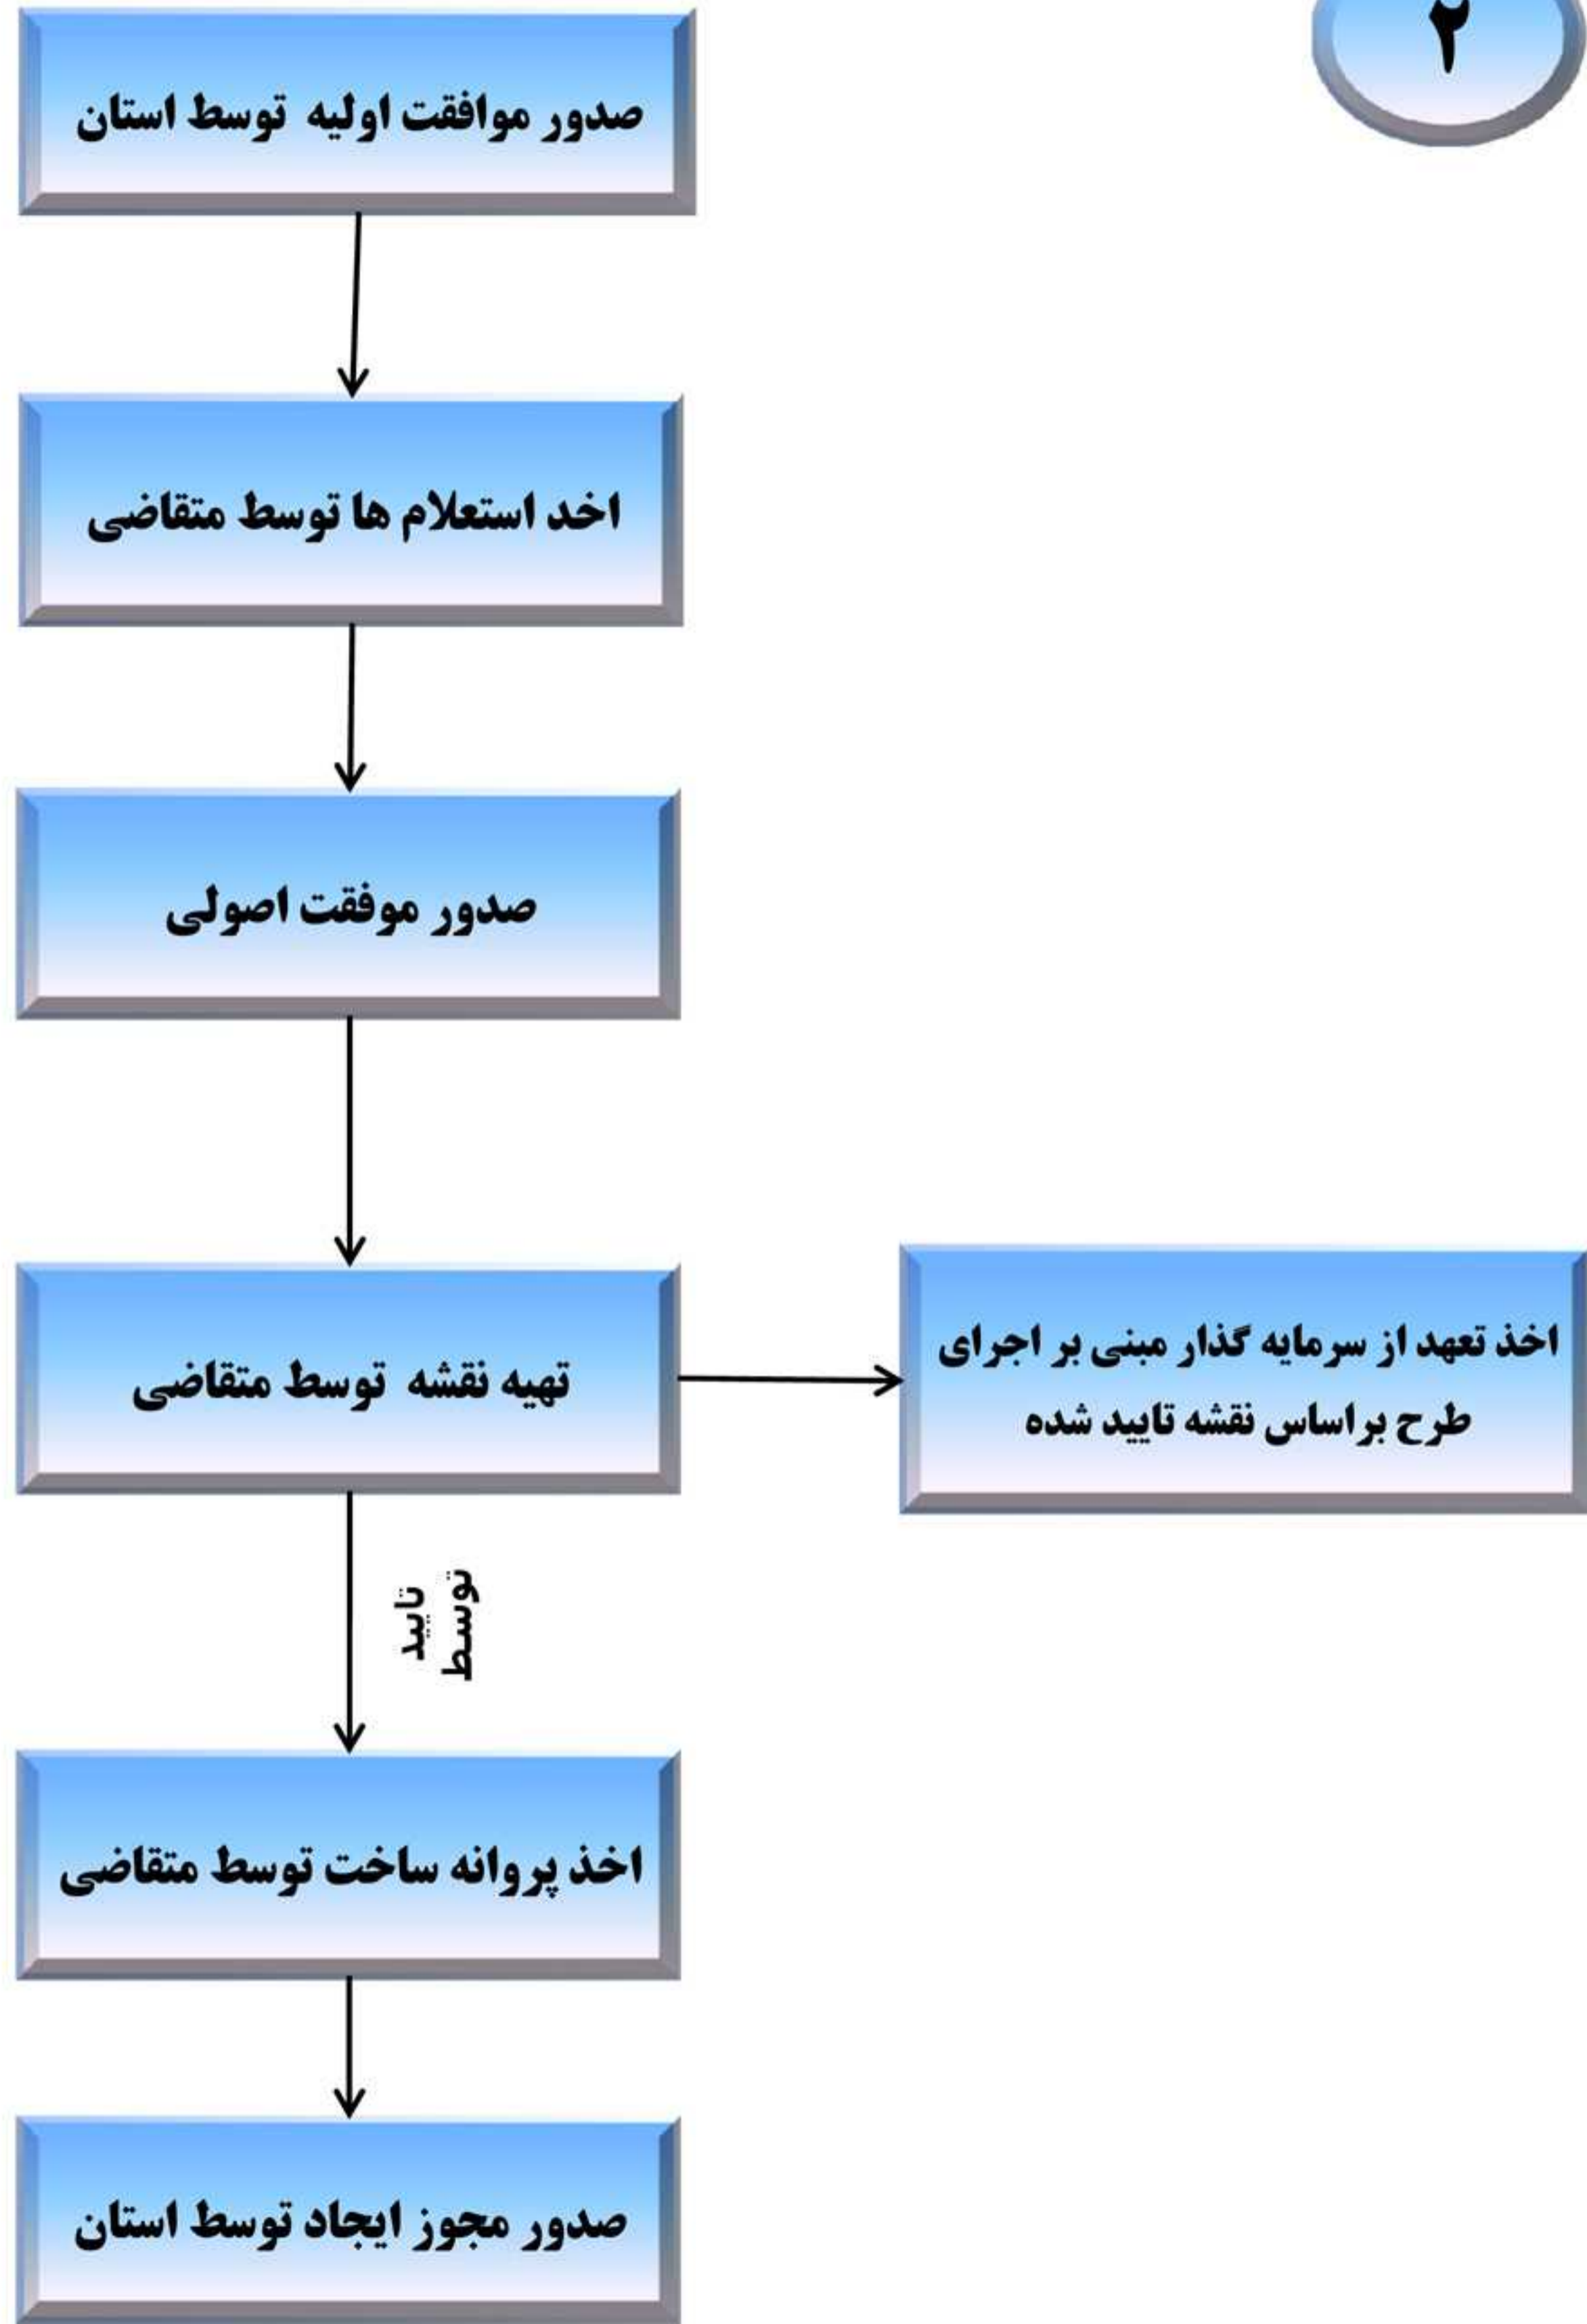 ۲
صدور موافقت اولیه توسط استان
اخد استعلام ها توسط متقاضی
صدور موفقت اصولی
تهیه نقشه توسط متقاضی
اخذ تعهد از سرمایه گذار مبنی بر اجرای
طرح براساس نقشه تایید شده
تایید
توسط
اخذ پروانه ساخت توسط متقاضی
صدور مجوز ایجاد توسط استان